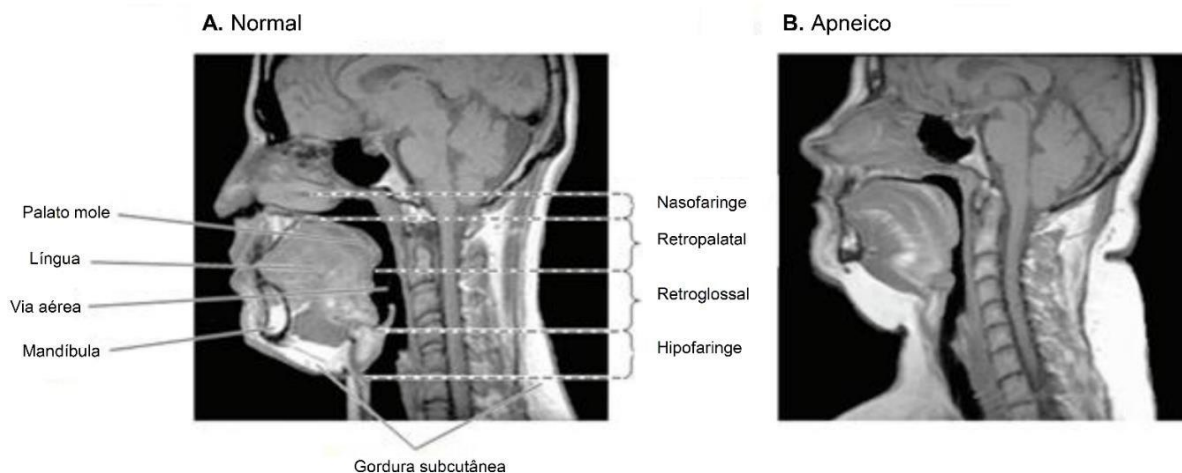 A. Normal
B. Apneico
Palato mole
Língua
Via aérea
Mandíbula
Nasofaringe
Retropalatal
Retroglossal
Hipofaringe
Gordura subcutânea